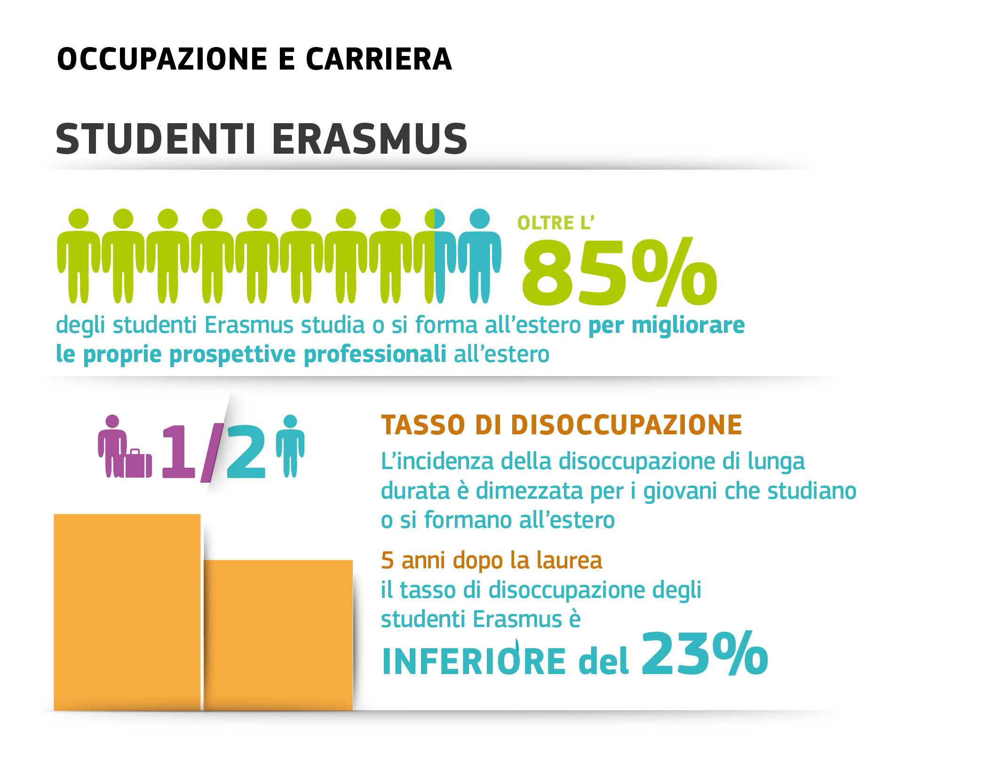 OCCUPAZIONE E CARRIERA
STUDENTI ERASMUS
OLTRE L’
85%
degli studenti Erasmus studia o si forma all’estero per migliorare
le proprie prospettive professionali all’estero
1/2
TASSO DI DISOCCUPAZIONE
L’incidenza della disoccupazione di lunga
durata è dimezzata per i giovani che studiano
o si formano all’estero
5 anni dopo la laurea
il tasso di disoccupazione degli
studenti Erasmus è
INFERIORE del 23%